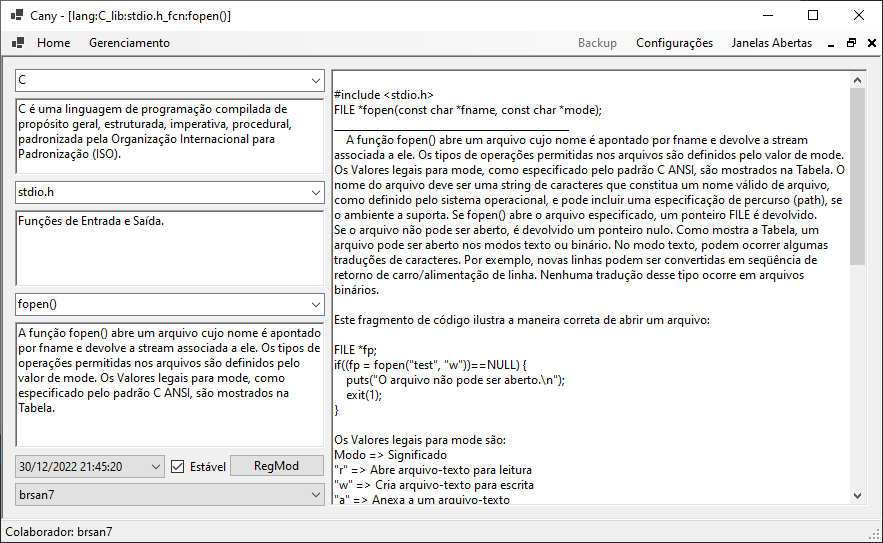 Cany - [lang:C_lib:stdio.h_fcn:fopen()]
Home Gerenciamento Backup Configurações Janelas Abertas
C
C é uma linguagem de programação compilada de
propósito geral, estruturada, imperativa, procedural,
padronizada pela Organização Internacional para
Padronização (ISO).
stdio.h
Funções de Entrada e Saída.
fopen()
A função fopen() abre um arquivo cujo nome é apontado
por fname e devolve a stream associada a ele. Os tipos de
operações permitidas nos arquivos são definidos pelo
valor de mode. Os Valores legais para mode, como
especificado pelo padrão C ANSI, são mostrados na
Tabela.
30/12/2022 21:45:20 Estável RegMod
brsan7
#include <stdio.h>
FILE *fopen(const char *fname, const char *mode);
_______________________________________
A função fopen() abre um arquivo cujo nome é apontado por fname e devolve a stream
associada a ele. Os tipos de operações permitidas nos arquivos são definidos pelo valor de mode.
Os Valores legais para mode, como especificado pelo padrão C ANSI, são mostrados na Tabela. O
nome do arquivo deve ser uma string de caracteres que constitua um nome válido de arquivo,
como definido pelo sistema operacional, e pode incluir uma especificação de percurso (path), se
o ambiente a suporta. Se fopen() abre o arquivo especificado, um ponteiro FILE é devolvido.
Se o arquivo não pode ser aberto, é devolvido um ponteiro nulo. Como mostra a Tabela, um
arquivo pode ser aberto nos modos texto ou binário. No modo texto, podem ocorrer algumas
traduções de caracteres. Por exemplo, novas linhas podem ser convertidas em seqüência de
retorno de carro/alimentação de linha. Nenhuma tradução desse tipo ocorre em arquivos
binários.
Este fragmento de código ilustra a maneira correta de abrir um arquivo:
FILE *fp;
if((fp = fopen("test", "w"))==NULL) {
puts("O arquivo não pode ser aberto.\n");
exit(1);
}
Os Valores legais para mode são:
Modo => Significado
"r" => Abre arquivo-texto para leitura
"w" => Cria arquivo-texto para escrita
"a" => Anexa a um arquivo-texto
Colaborador: brsan7